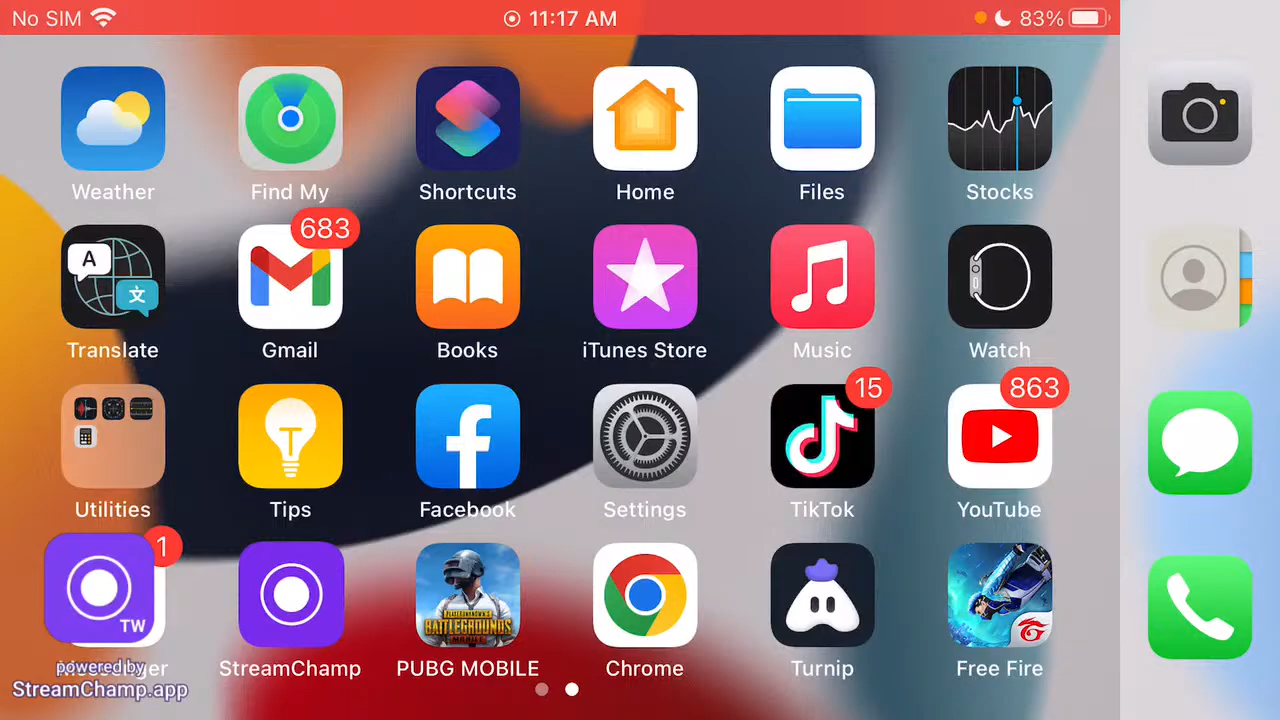 No SIM 11:17 AM 83%
Weather Find My Shortcuts Home Files Stocks
683
A
文
Translate Gmail Books iTunes Store Music Watch
15 863
Utilities Tips Facebook Settings TikTok YouTube
1
TW
BATTLEGROUNDS
StreamChamp PUBG MOBILE Chrome Turnip Free Fire
powered by
StreamChamp.app